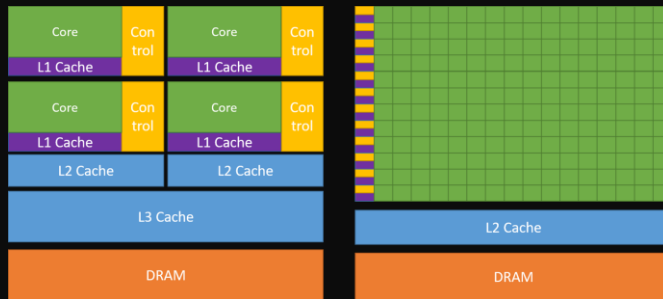 Core
Con
trol
Core
Con
trol
L1 Cache
L1 Cache
Core
Con
trol
Core
Con
trol
L1 Cache
L1 Cache
L2 Cache
L2 Cache
L3 Cache
L2 Cache
DRAM
DRAM